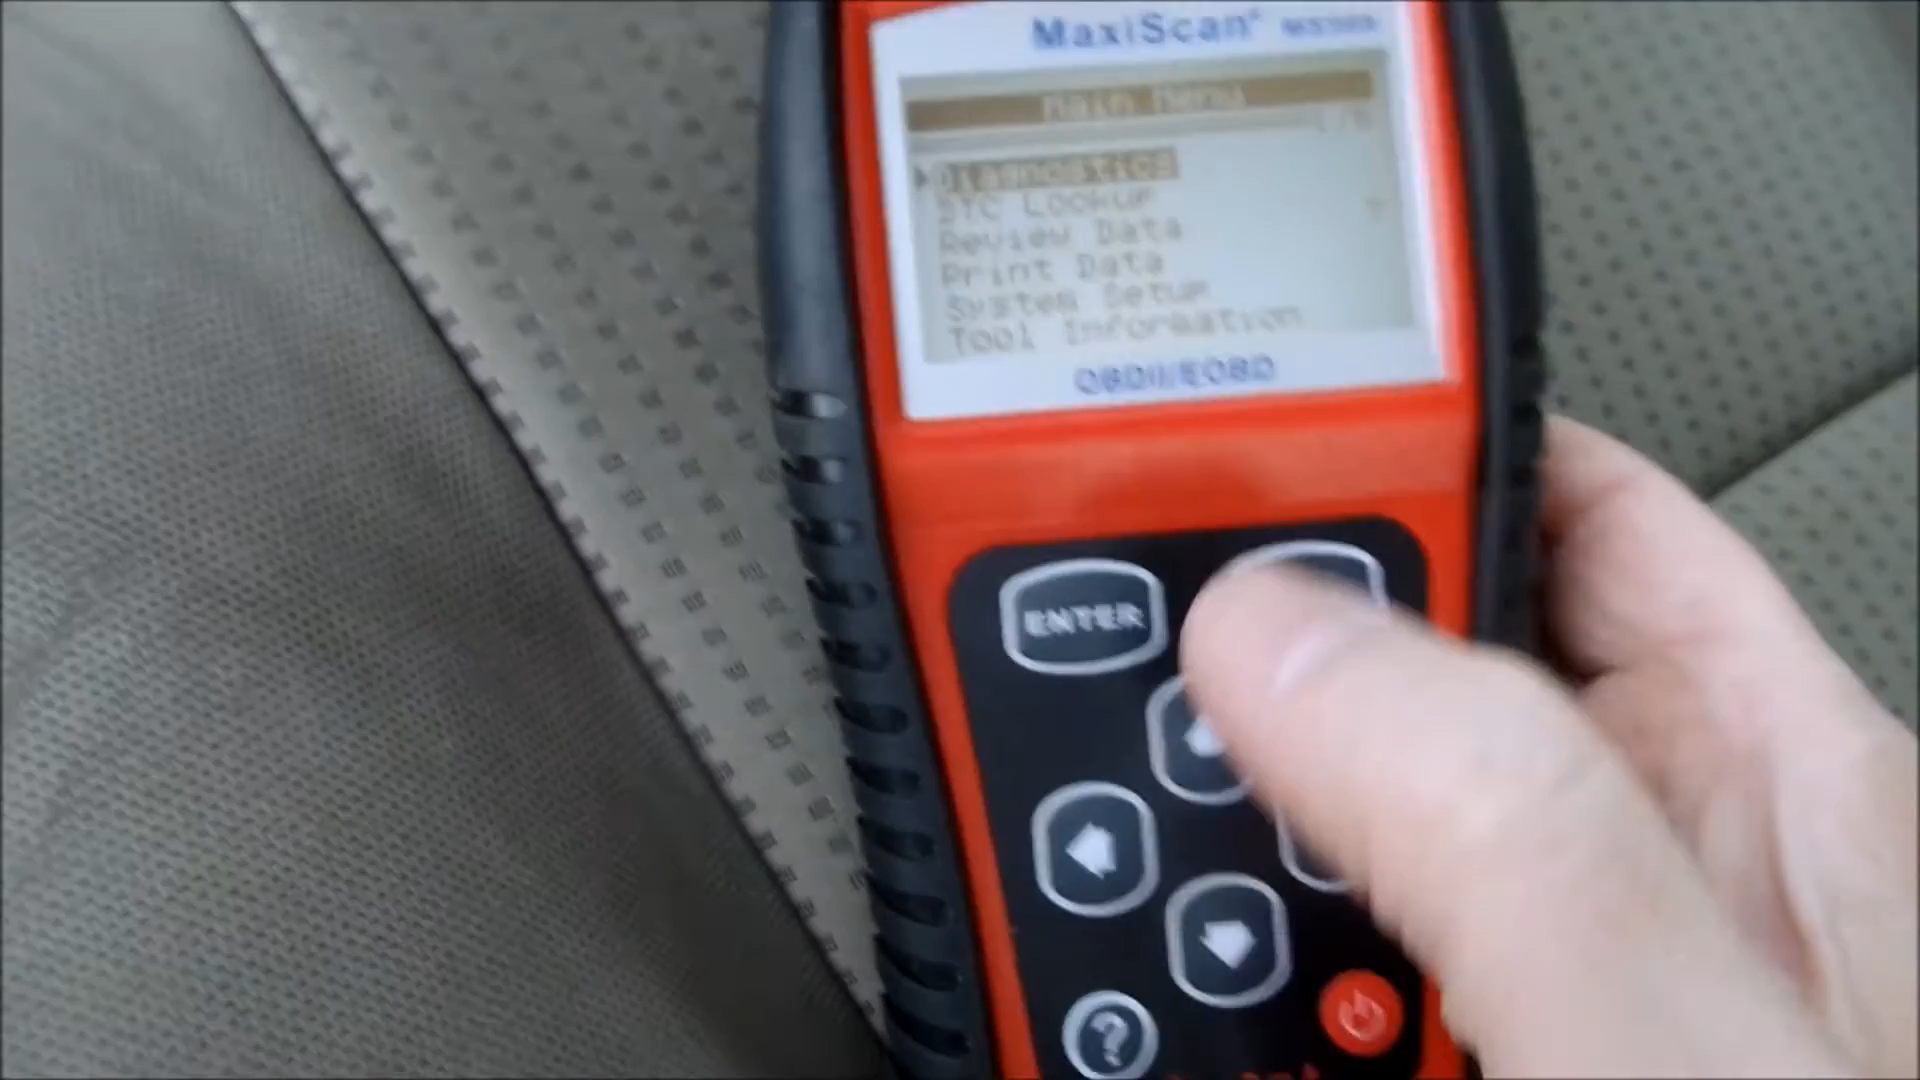 MaxiScan®
Main Menu
Diagnostics
DTC Lookup
Review Data
Print Data
System Setup
Tool Information
OBDII/EOBD
ENTER
?